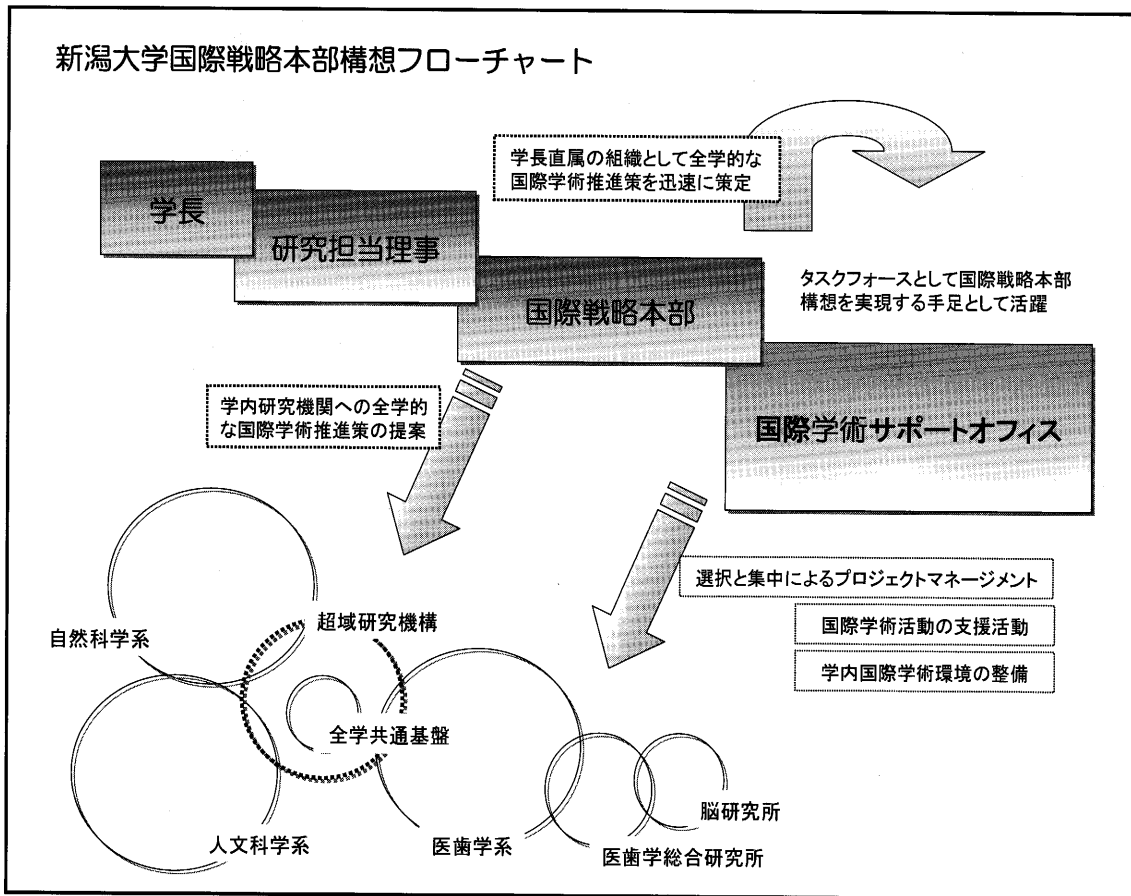 新潟大学国際戦略本部構想フローチャート
学長直属の組織として全学的な
国際学術推進策を迅速に策定
学長
研究担当理事
国際戦略本部
タスクフォースとして国際戦略本部
構想を実現する手足として活躍
学内研究機関への全学的
な国際学術推進策の提案
国際学術サポートオフィス
選択と集中によるプロジェクトマネージメント
国際学術活動の支援活動
学内国際学術環境の整備
超域研究機構
自然科学系
全学共通基盤
脳研究所
人文科学系
医歯学系
医歯学総合研究所